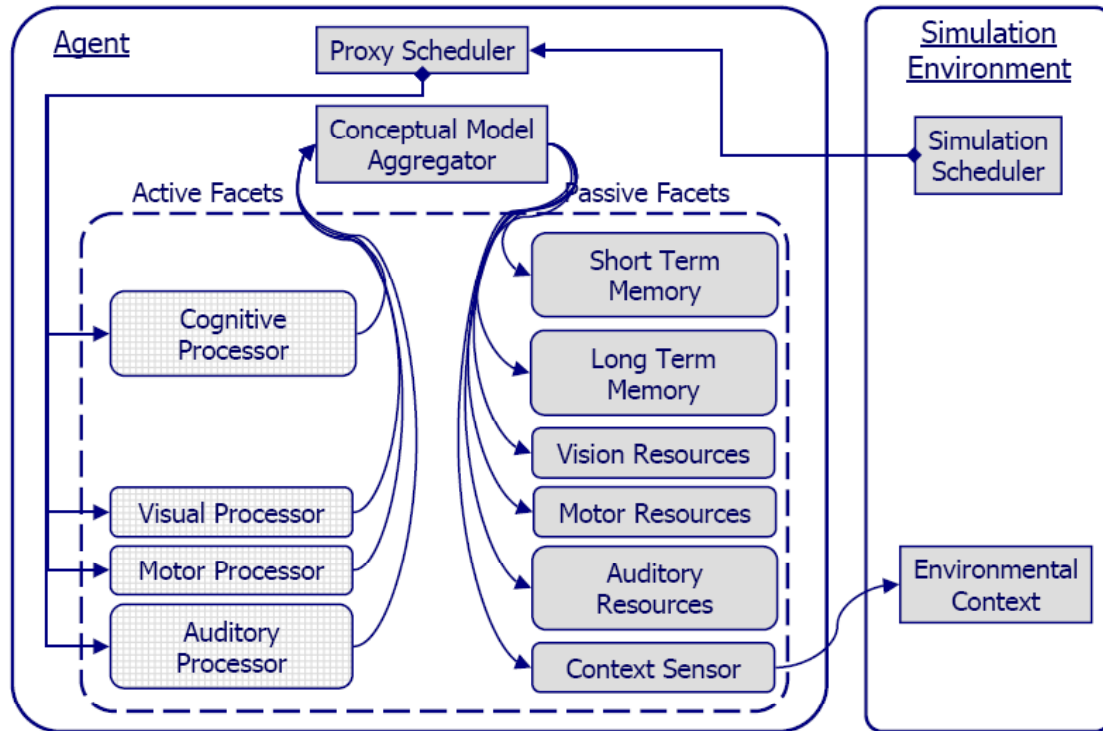 Agent
Proxy Scheduler
Conceptual Model
Aggregator
Active Facets
Passive Facets
Cognitive
Processor
Visual Processor
Motor Processor
Auditory
Processor
Short Term
Memory
Long Term
Memory
Vision Resources
Motor Resources
Auditory
Resources
Context Sensor
Simulation
Environment
Simulation
Scheduler
Environmental
Context